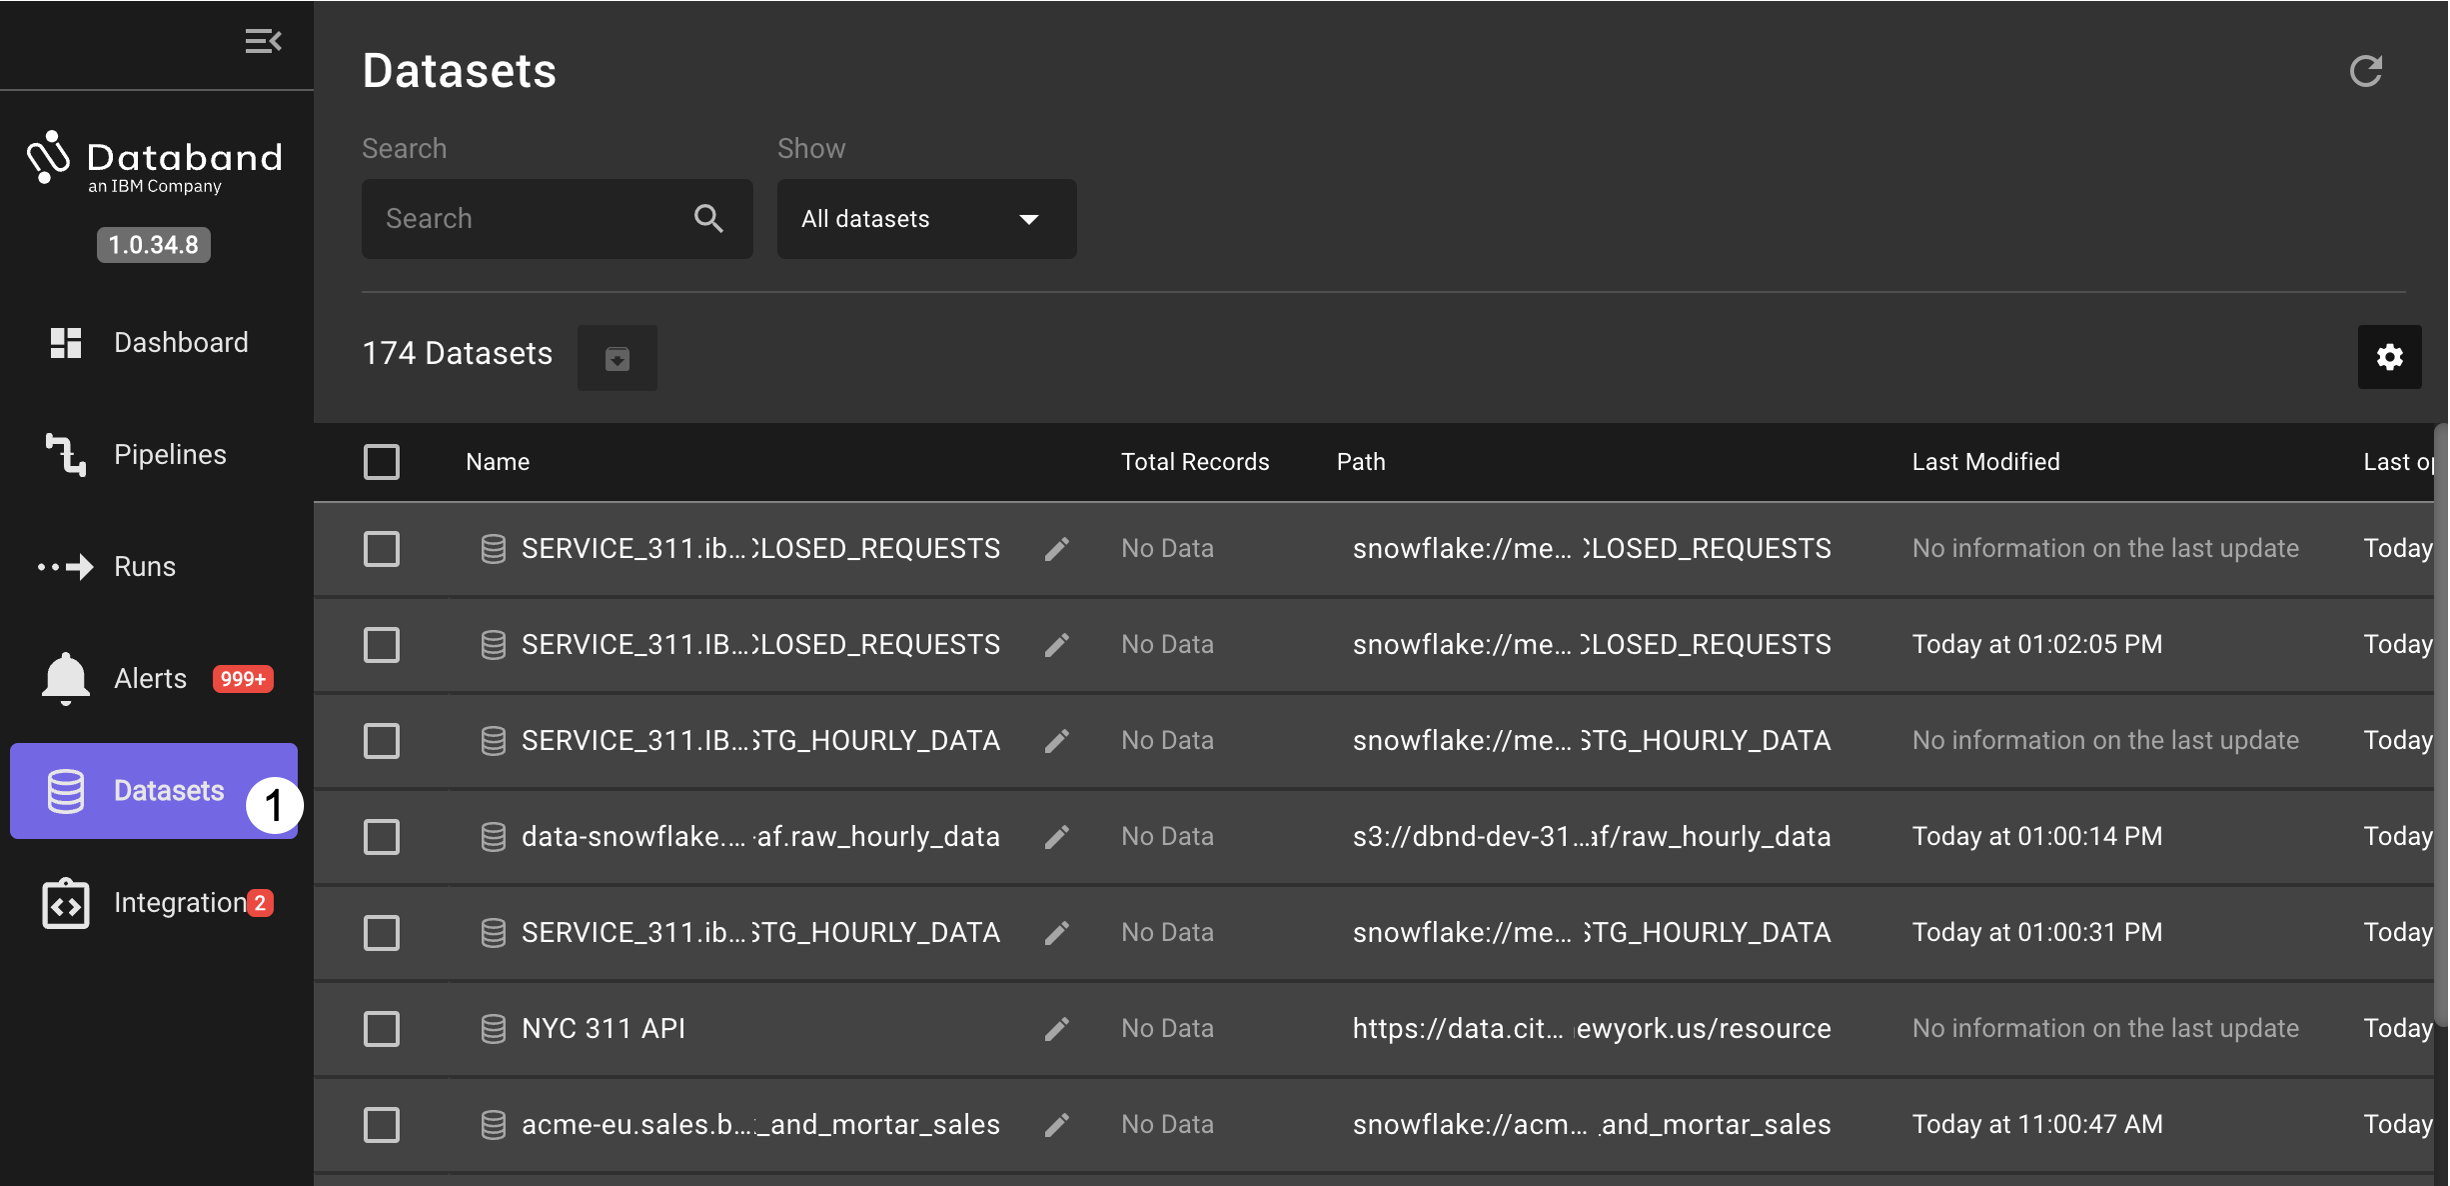 Databand
an IBM Company
1.0.34.8
Dashboard
Pipelines
Runs
Alerts 999+
Datasets 1
Integration 2
Datasets
Search Show
Search All datasets
174 Datasets
Name Total Records Path Last Modified Last op
SERVICE_311.ib...CLOSED_REQUESTS No Data snowflake://me... CLOSED_REQUESTS No information on the last update Today
SERVICE_311.IB...CLOSED_REQUESTS No Data snowflake://me... CLOSED_REQUESTS Today at 01:02:05 PM Today
SERVICE_311.IB...STG_HOURLY_DATA No Data snowflake://me... STG_HOURLY_DATA No information on the last update Today
data-snowflake.... af.raw_hourly_data No Data s3://dbnd-dev-31...af/raw_hourly_data Today at 01:00:14 PM Today
SERVICE_311.ib...STG_HOURLY_DATA No Data snowflake://me... STG_HOURLY_DATA Today at 01:00:31 PM Today
NYC 311 API No Data https://data.cit... ewyork.us/resource No information on the last update Today
acme-eu.sales.b..._and_mortar_sales No Data snowflake://acm... _and_mortar_sales Today at 11:00:47 AM Today